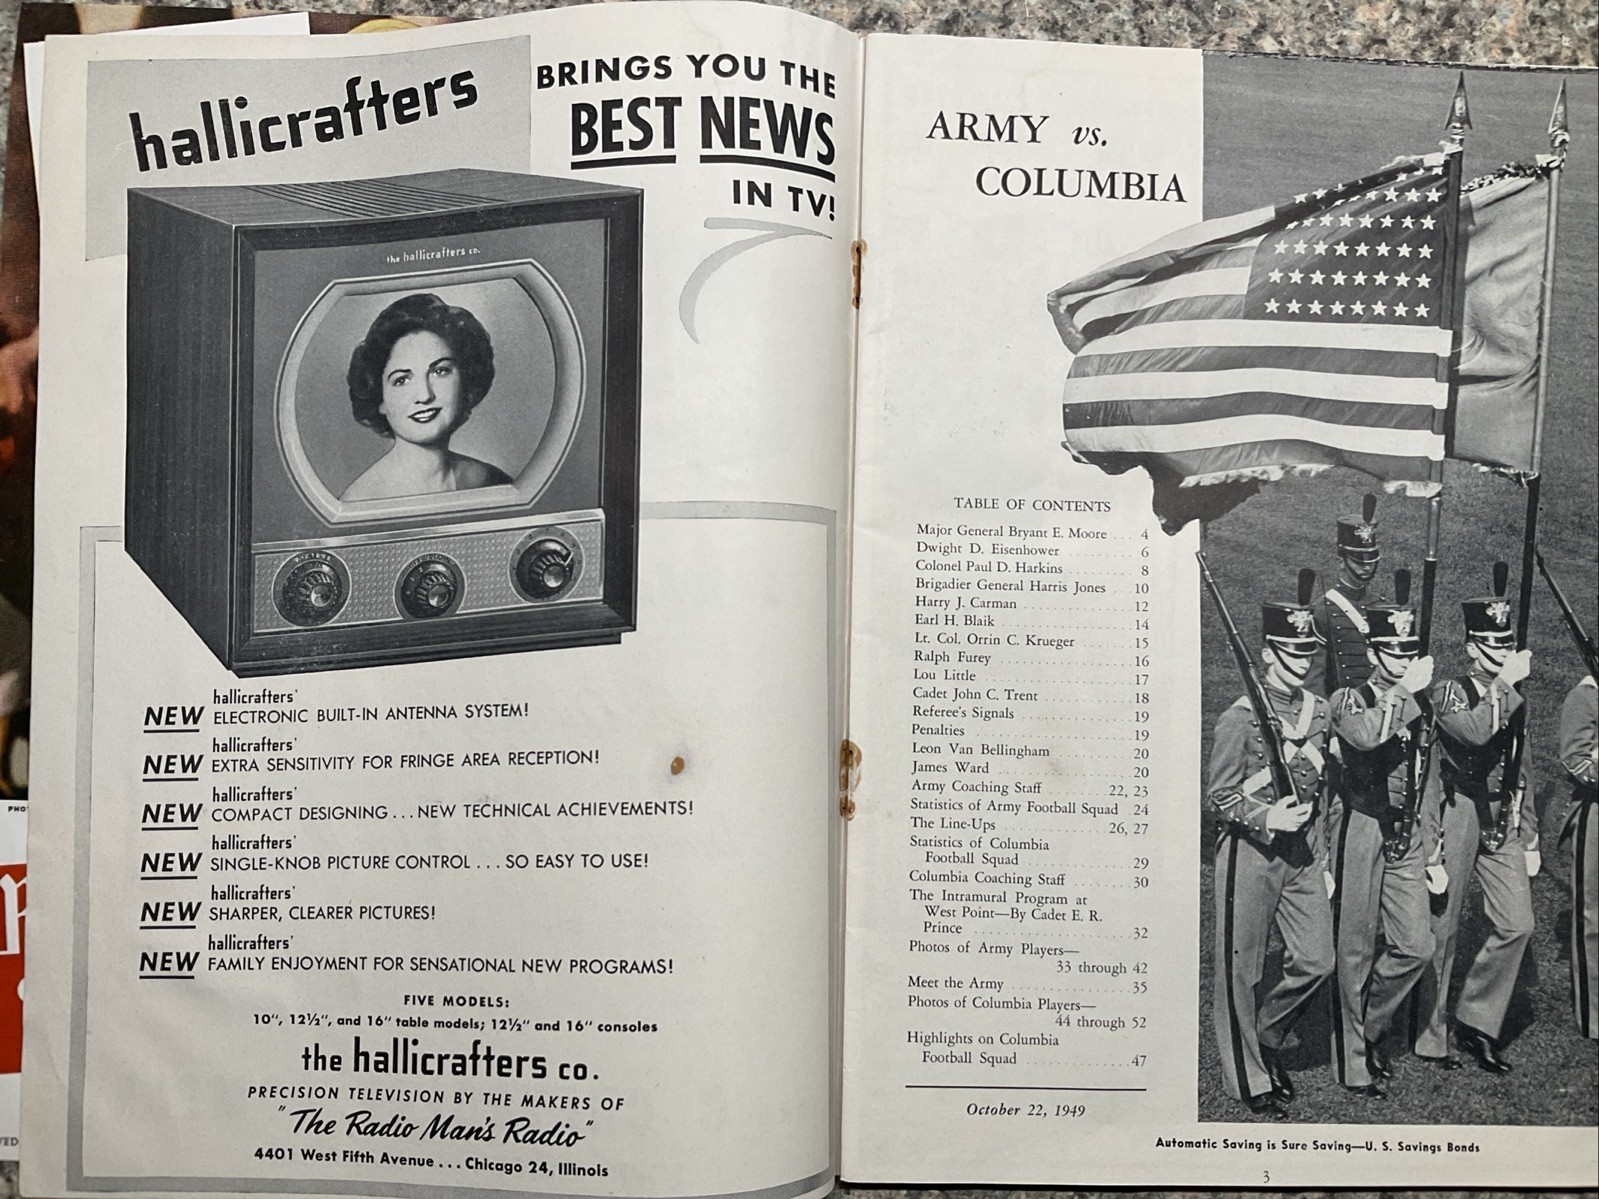 hallicrafters
BRINGS YOU THE
BEST NEWS
IN TV!
the hallicrafters co.
hallicrafters'
NEW ELECTRONIC BUILT-IN ANTENNA SYSTEM!
hallicrafters'
NEW EXTRA SENSITIVITY FOR FRINGE AREA RECEPTION!
hallicrafters'
NEW COMPACT DESIGNING...NEW TECHNICAL ACHIEVEMENTS!
hallicrafters'
NEW SINGLE-KNOB PICTURE CONTROL...SO EASY TO USE!
hallicrafters'
NEW SHARPER, CLEARER PICTURES!
hallicrafters'
NEW FAMILY ENJOYMENT FOR SENSATIONAL NEW PROGRAMS!
FIVE MODELS:
10", 12½", and 16" table models; 12½" and 16" consoles
the hallicrafters co.
PRECISION TELEVISION BY THE MAKERS OF
"The Radio Man's Radio"
4401 West Fifth Avenue...Chicago 24, Illinois
ARMY vs.
COLUMBIA
TABLE OF CONTENTS
Major General Bryant E. Moore ... 4
Dwight D. Eisenhower ... 6
Colonel Paul D. Harkins ... 8
Brigadier General Harris Jones ... 10
Harry J. Carman ... 12
Earl H. Blaik ... 14
Lt. Col. Orrin C. Krueger ... 15
Ralph Furey ... 16
Lou Little ... 17
Cadet John C. Trent ... 18
Referee's Signals ... 19
Penalties ... 19
Leon Van Bellingham ... 20
James Ward ... 20
Army Coaching Staff ... 22, 23
Statistics of Army Football Squad 24
The Line-Ups ... 26, 27
Statistics of Columbia
Football Squad ... 29
Columbia Coaching Staff ... 30
The Intramural Program at
West Point—By Cadet E. R.
Prince ... 32
Photos of Army Players—
33 through 42
Meet the Army ... 35
Photos of Columbia Players—
44 through 52
Highlights on Columbia
Football Squad ... 47
October 22, 1949
Automatic Saving is Sure Saving—U. S. Savings Bonds
3